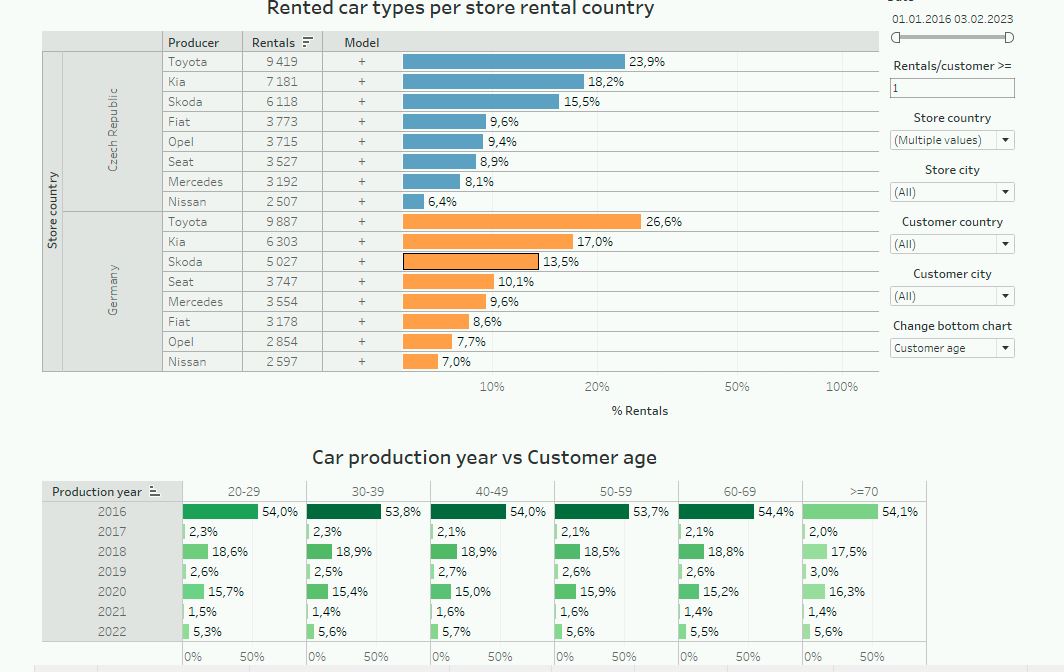 Rented car types per store rental country
Producer Rentals Model
Store country
Czech Republic
Toyota 9 419 + 23,9%
Kia 7 181 + 18,2%
Skoda 6 118 + 15,5%
Fiat 3 773 + 9,6%
Opel 3 715 + 9,4%
Seat 3 527 + 8,9%
Mercedes 3 192 + 8,1%
Nissan 2 507 + 6,4%
Germany
Toyota 9 887 + 26,6%
Kia 6 303 + 17,0%
Skoda 5 027 + 13,5%
Seat 3 747 + 10,1%
Mercedes 3 554 + 9,6%
Fiat 3 178 + 8,6%
Opel 2 854 + 7,7%
Nissan 2 597 + 7,0%
10% 20% 50% 100%
% Rentals
01.01.2016 03.02.2023
Rentals/customer >=
1
Store country
(Multiple values)
Store city
(All)
Customer country
(All)
Customer city
(All)
Change bottom chart
Customer age
Car production year vs Customer age
Production year 20-29 30-39 40-49 50-59 60-69 >=70
2016 54,0% 53,8% 54,0% 53,7% 54,4% 54,1%
2017 2,3% 2,3% 2,1% 2,1% 2,1% 2,0%
2018 18,6% 18,9% 18,9% 18,5% 18,8% 17,5%
2019 2,6% 2,5% 2,7% 2,6% 2,6% 3,0%
2020 15,7% 15,4% 15,0% 15,9% 15,2% 16,3%
2021 1,5% 1,4% 1,6% 1,6% 1,4% 1,4%
2022 5,3% 5,6% 5,7% 5,6% 5,5% 5,6%
0% 50% 0% 50% 0% 50% 0% 50% 0% 50% 0% 50%